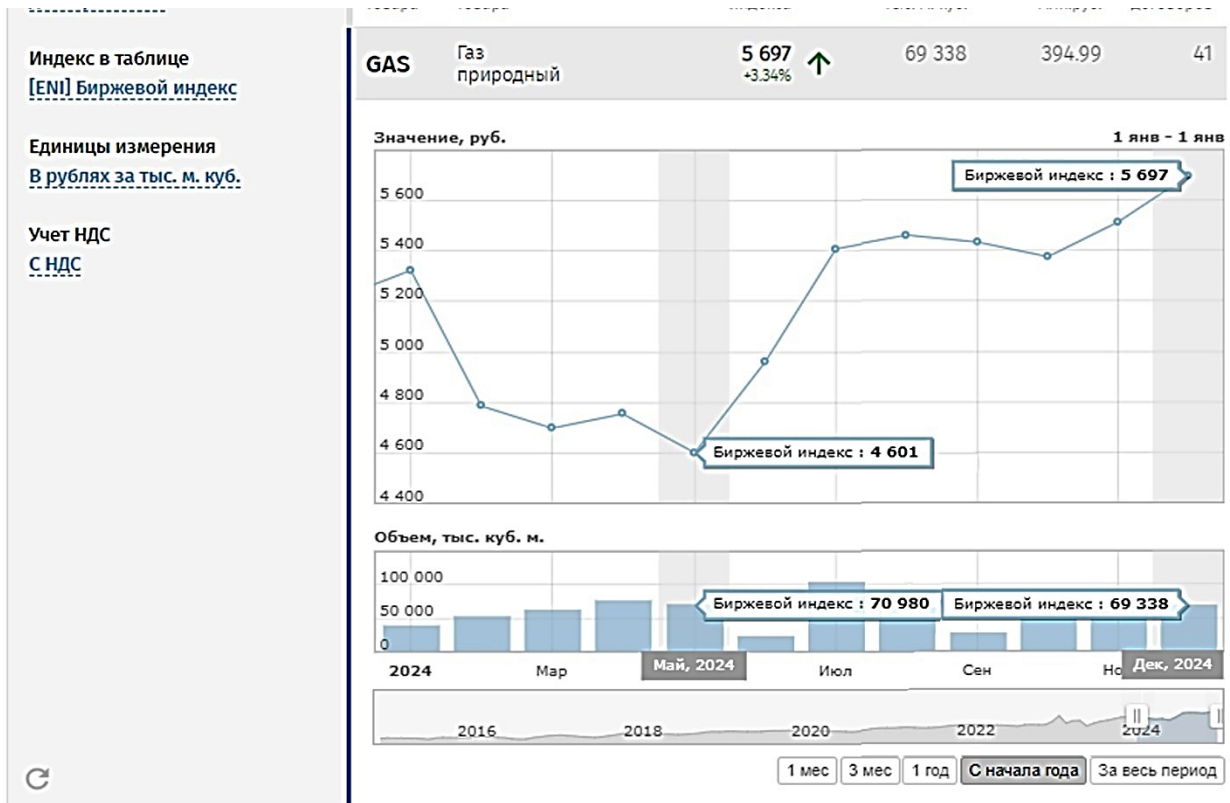 Индекс в таблице
[ENI] Биржевой индекс
Единицы измерения
В рублях за тыс. м. куб.
Учет НДС
С НДС
GAS
Газ
природный
5 697
+3.34%
69 338
394.99
41
Значение, руб.
1 янв - 1 янв
5 600
5 400
5 200
5 000
4 800
4 600
4 400
Биржевой индекс : 5 697
Биржевой индекс : 4 601
Объем, тыс. куб. м.
100 000
50 000
0
Биржевой индекс : 70 980
Биржевой индекс : 69 338
2024
Мар
Май, 2024
Июл
Сен
Но
Дек, 2024
2016
2018
2020
2022
2024
1 мес
3 мес
1 год
С начала года
За весь период